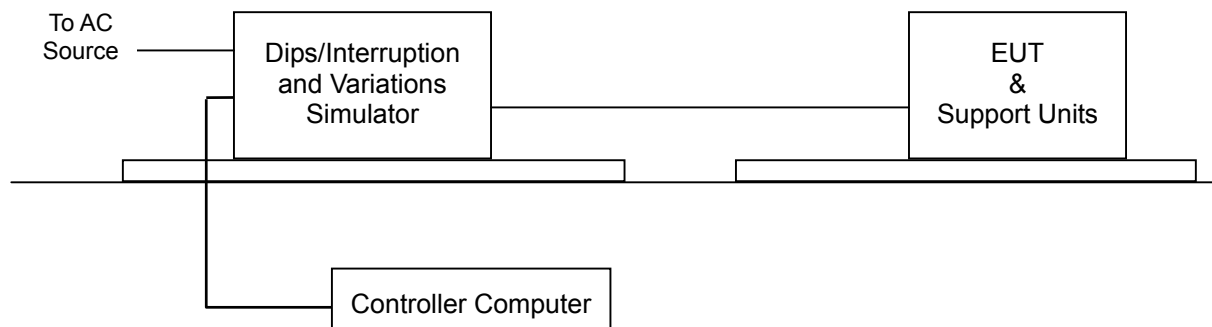 To AC
Source
Dips/Interruption
and Variations
Simulator
EUT
&
Support Units
Controller Computer